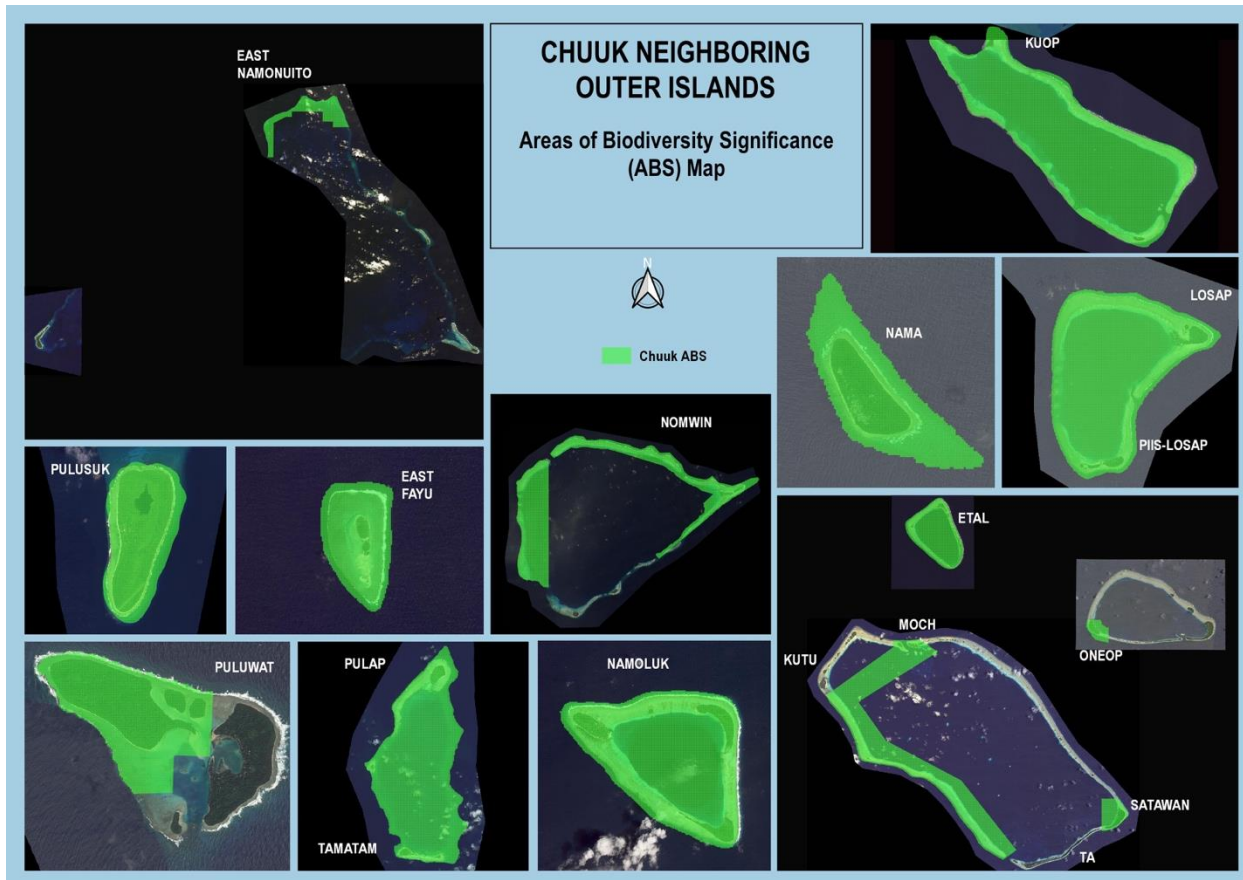 EAST
NAMONUITO
CHUUK NEIGHBORING
OUTER ISLANDS
Areas of Biodiversity Significance
(ABS) Map
KUOP
N
Chuuk ABS
NAMA
LOSAP
PIIS-LOSAP
PULUSUK
EAST
FAYU
NOMWIN
ETAL
MOCH
KUTU
ONEOP
SATAWAN
TA
PULUWAT
PULAP
TAMATAM
NAMOLUK